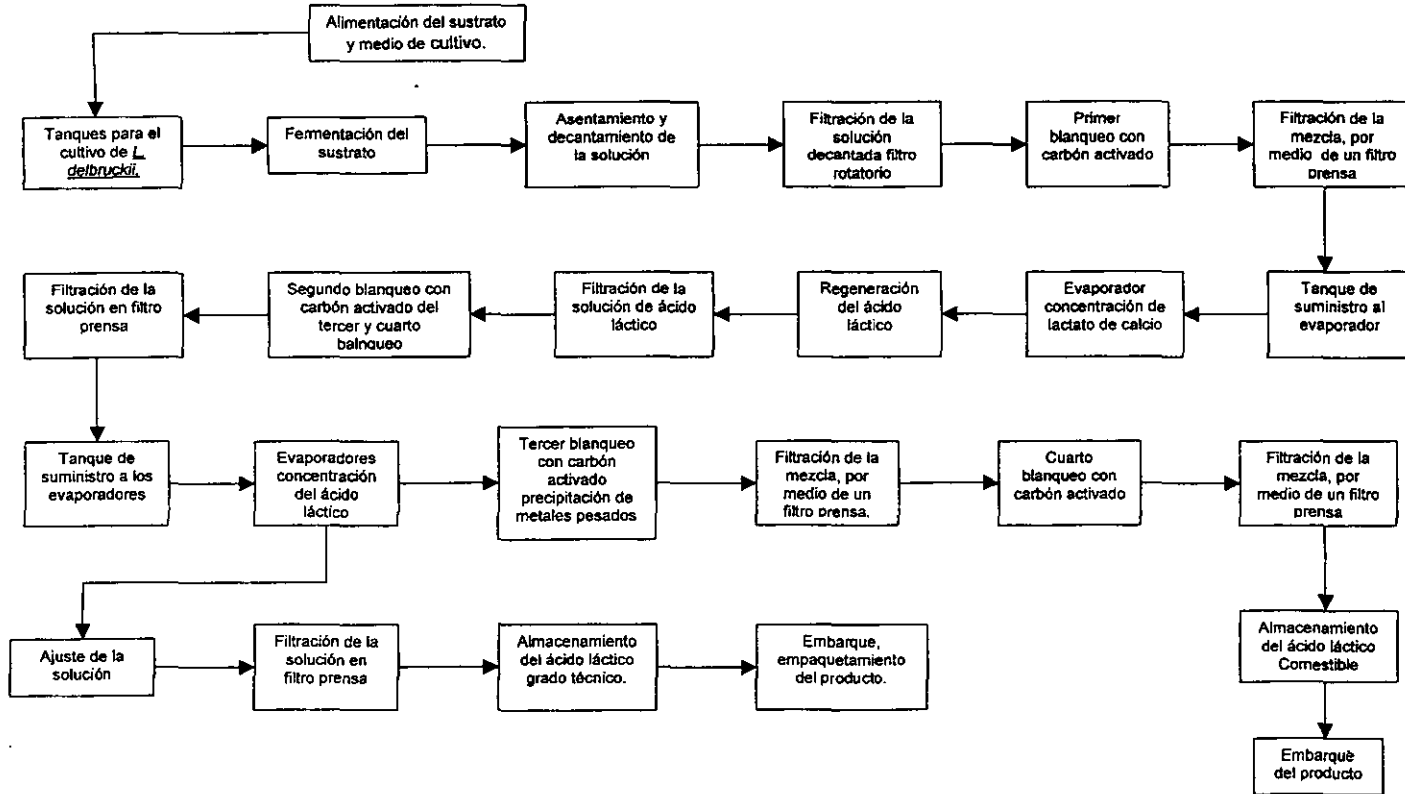 Alimentación del sustrato
y medio de cultivo.
Tanques para el
cultivo de L.
delbruckii.
Fermentación del
sustrato
Asentamiento y
decantamiento de
la solución
Filtración de la
solución
decantada filtro
rotatorio
Primer
blanqueo con
carbón activado
Filtración de la
mezcla, por
medio de un filtro
prensa
Filtración de la
solución en filtro
prensa
Segundo blanqueo con
carbón activado del
tercer y cuarto
balnqueo
Filtración de la
solución de ácido
láctico
Regeneración
del ácido
láctico
Evaporador
concentración de
lactato de calcio
Tanque de
suministro al
evaporador
Tanque de
suministro a los
evaporadores
Evaporadores
concentración
del ácido
láctico
Tercer blanqueo
con carbón
activado
precipitación de
metales pesados
Filtración de la
mezcla, por
medio de un
filtro prensa.
Cuarto
blanqueo con
carbón activado
Filtración de la
mezcla, por
medio de un filtro
prensa
Ajuste de la
solución
Filtración de la
solución en
filtro prensa
Almacenamiento
del ácido láctico
grado técnico.
Embarque,
empaquetamiento
del producto.
Almacenamiento
del ácido láctico
Comestible
Embarque
del producto